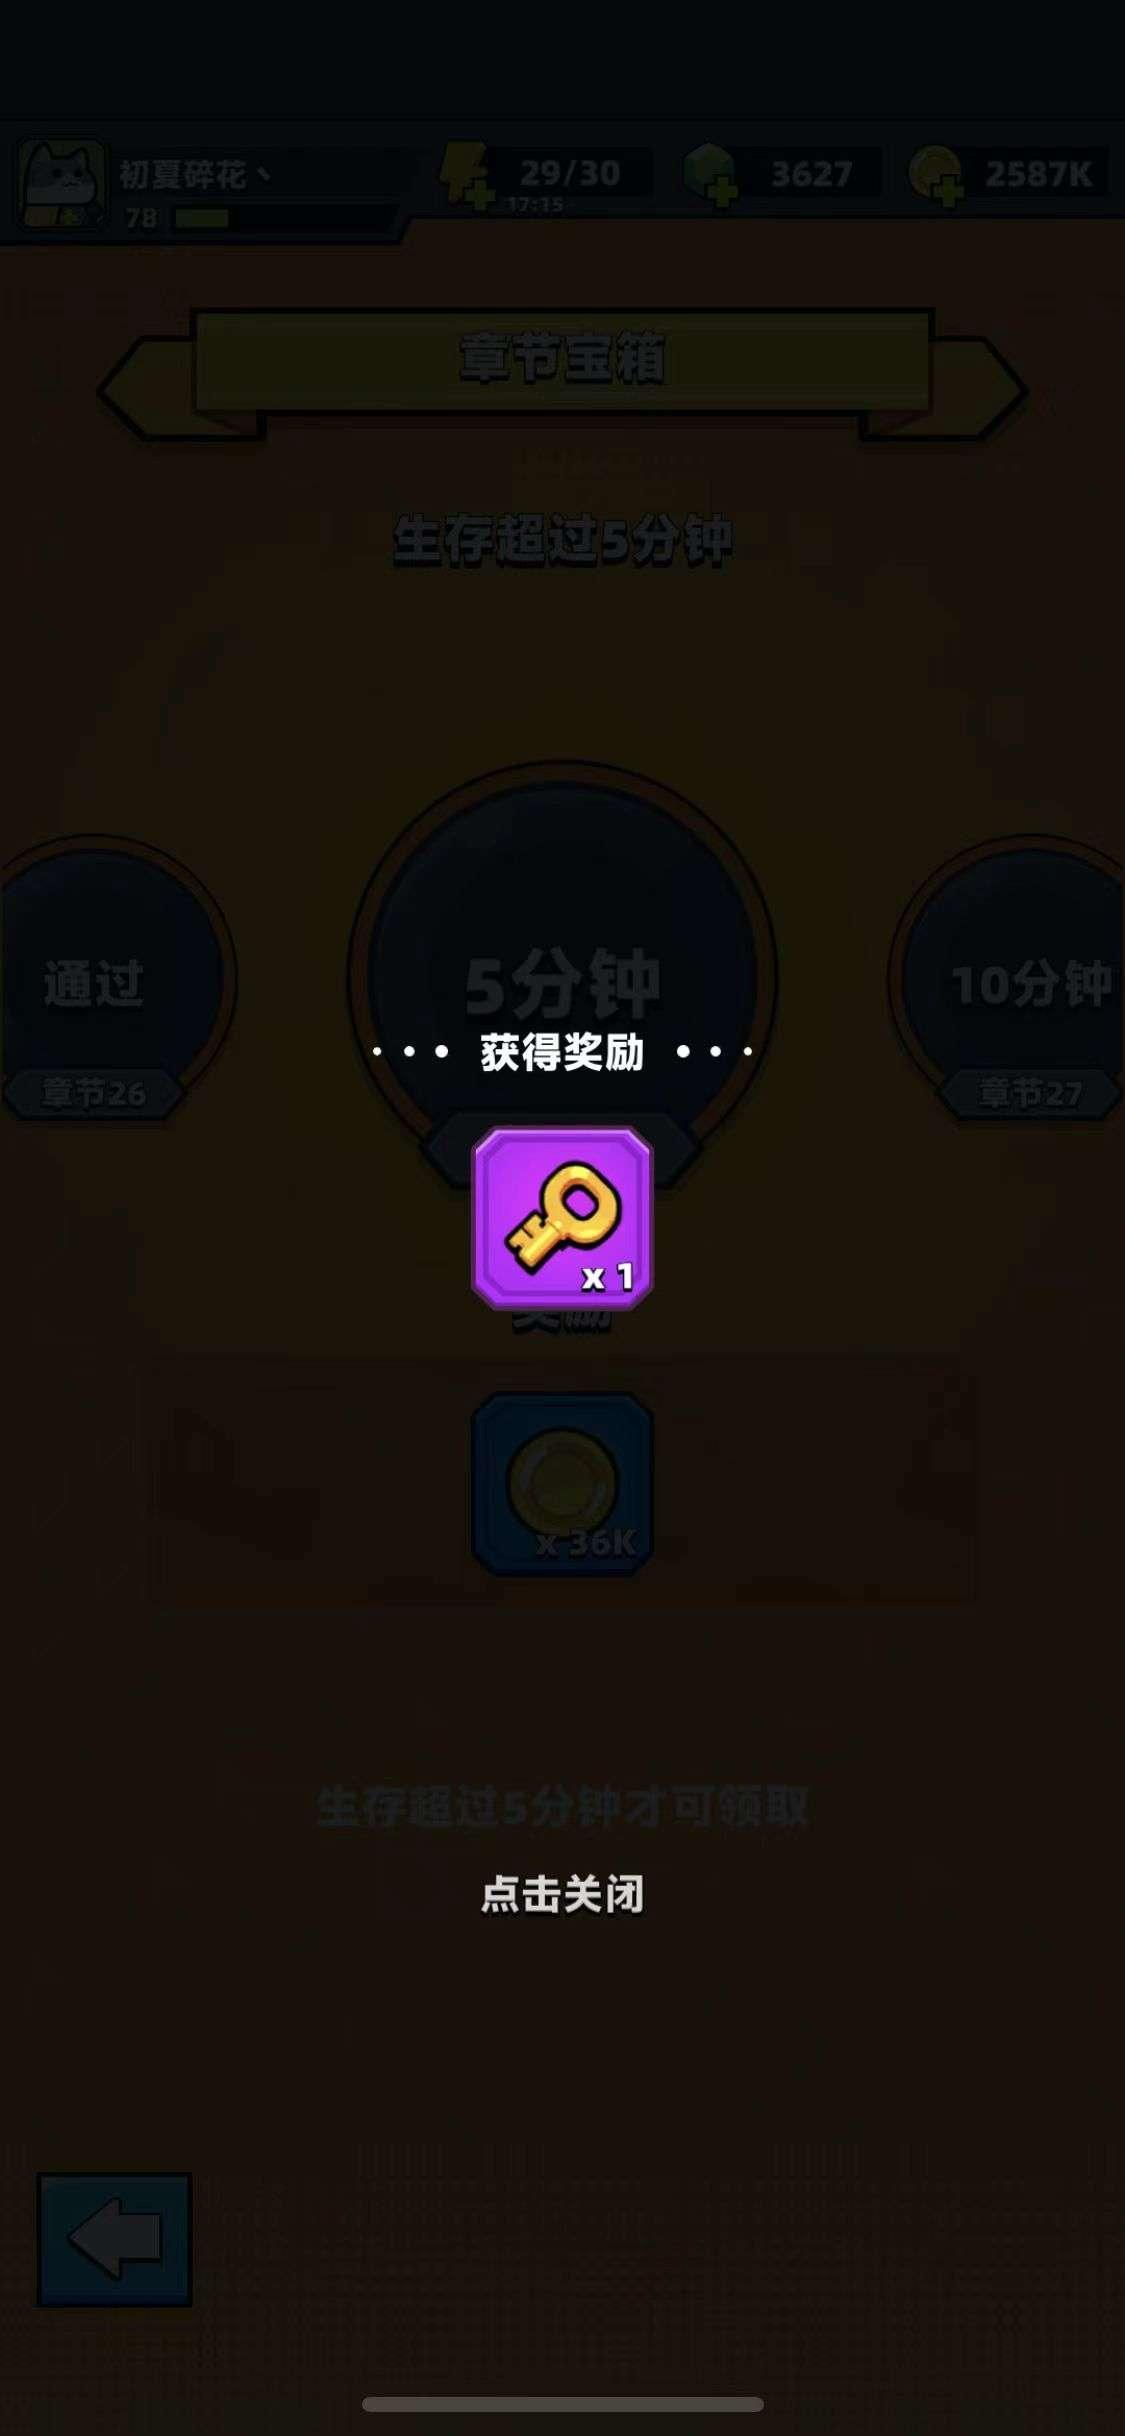 初夏碎花丶
29/30
3627
2587K
78
17:15
章节宝箱
生存超过5分钟
通过
5分钟
10分钟
获得奖励
章节26
章节27
x 1
奖励
x 36K
生存超过5分钟才可领取
点击关闭